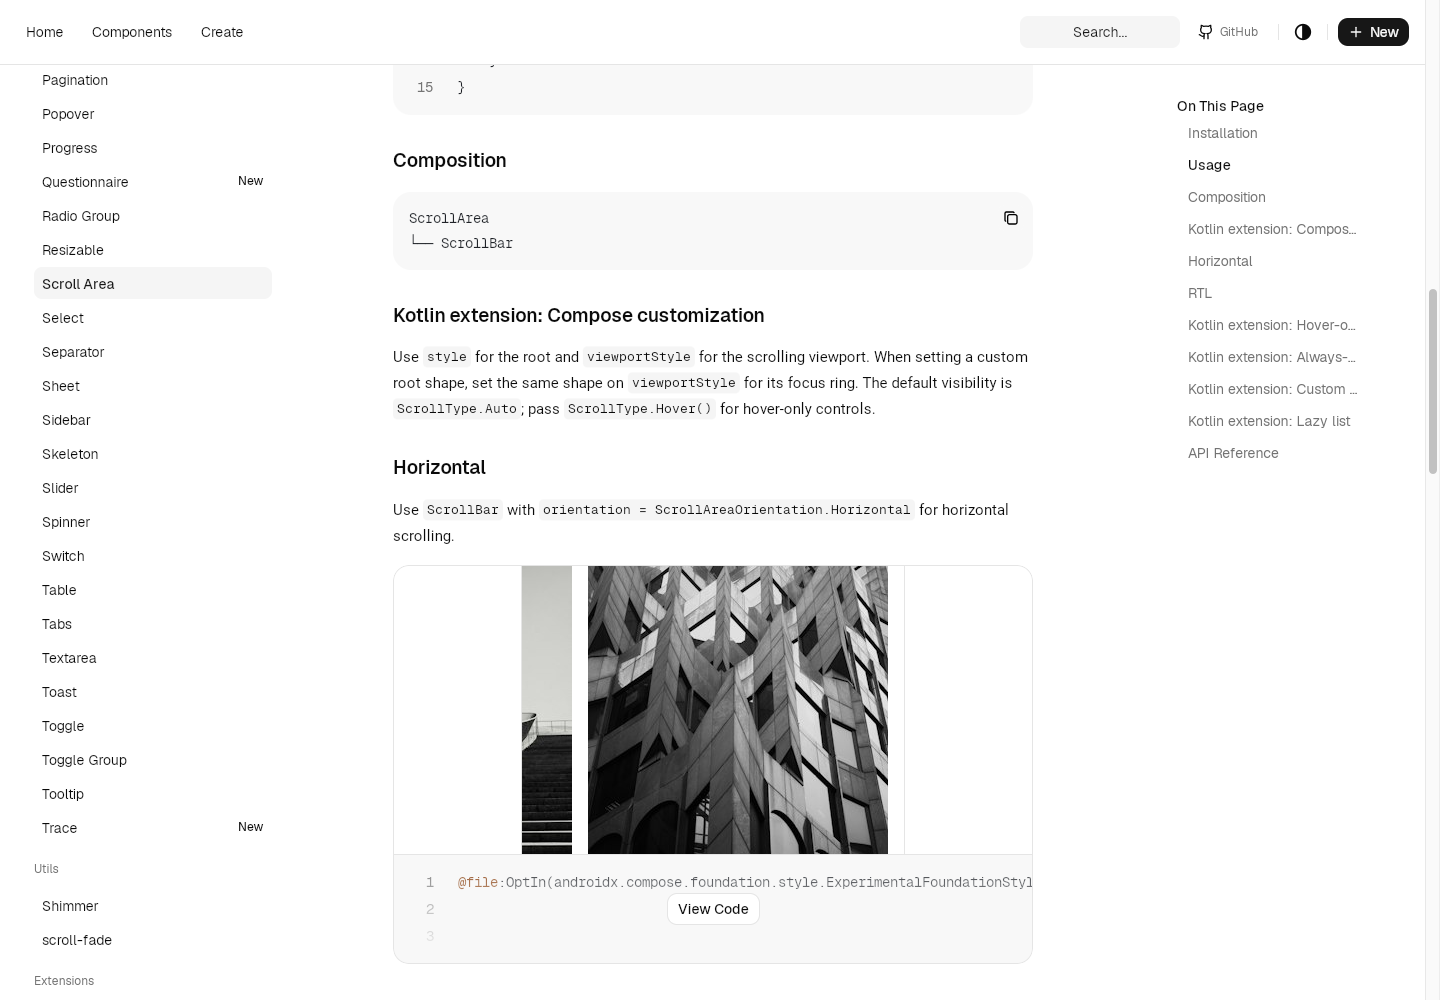 Home
Components
Create
Search...
GitHub
New
Pagination
Popover
Progress
Questionnaire New
Radio Group
Resizable
Scroll Area
Select
Separator
Sheet
Sidebar
Skeleton
Slider
Spinner
Switch
Table
Tabs
Textarea
Toast
Toggle
Toggle Group
Tooltip
Trace New
Utils
Shimmer
scroll-fade
Extensions
15 }
Composition
ScrollArea
└── ScrollBar
Kotlin extension: Compose customization
Use style for the root and viewportStyle for the scrolling viewport. When setting a custom
root shape, set the same shape on viewportStyle for its focus ring. The default visibility is
ScrollType.Auto; pass ScrollType.Hover() for hover-only controls.
Horizontal
Use ScrollBar with orientation = ScrollAreaOrientation.Horizontal for horizontal
scrolling.
1 @file:OptIn(androidx.compose.foundation.style.ExperimentalFoundationStyl
2
3
View Code
On This Page
Installation
Usage
Composition
Kotlin extension: Compos...
Horizontal
RTL
Kotlin extension: Hover-o...
Kotlin extension: Always-...
Kotlin extension: Custom ...
Kotlin extension: Lazy list
API Reference